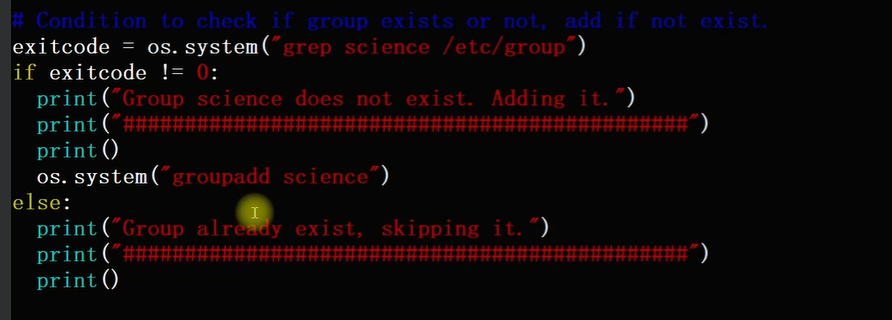 # Condition to check if group exists or not, add if not exist.
exitcode = os.system("grep science /etc/group")
if exitcode != 0:
  print("Group science does not exist. Adding it.")
  print("##############################################")
  print()
  os.system("groupadd science")
else:
  print("Group already exist, skipping it.")
  print("##############################################")
  print()